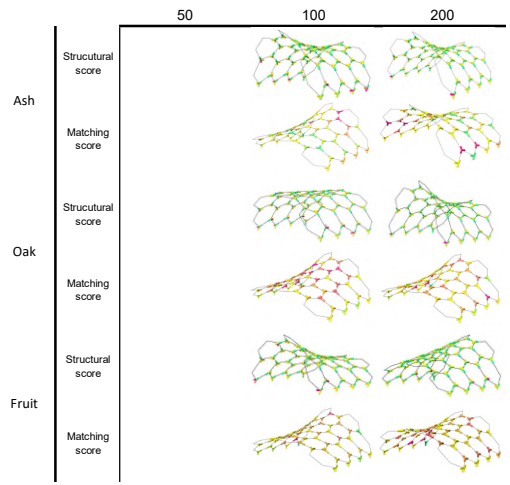 50 100 200
Ash
Strucutural
score
Matching
score
Oak
Strucutural
score
Matching
score
Fruit
Structural
score
Matching
score